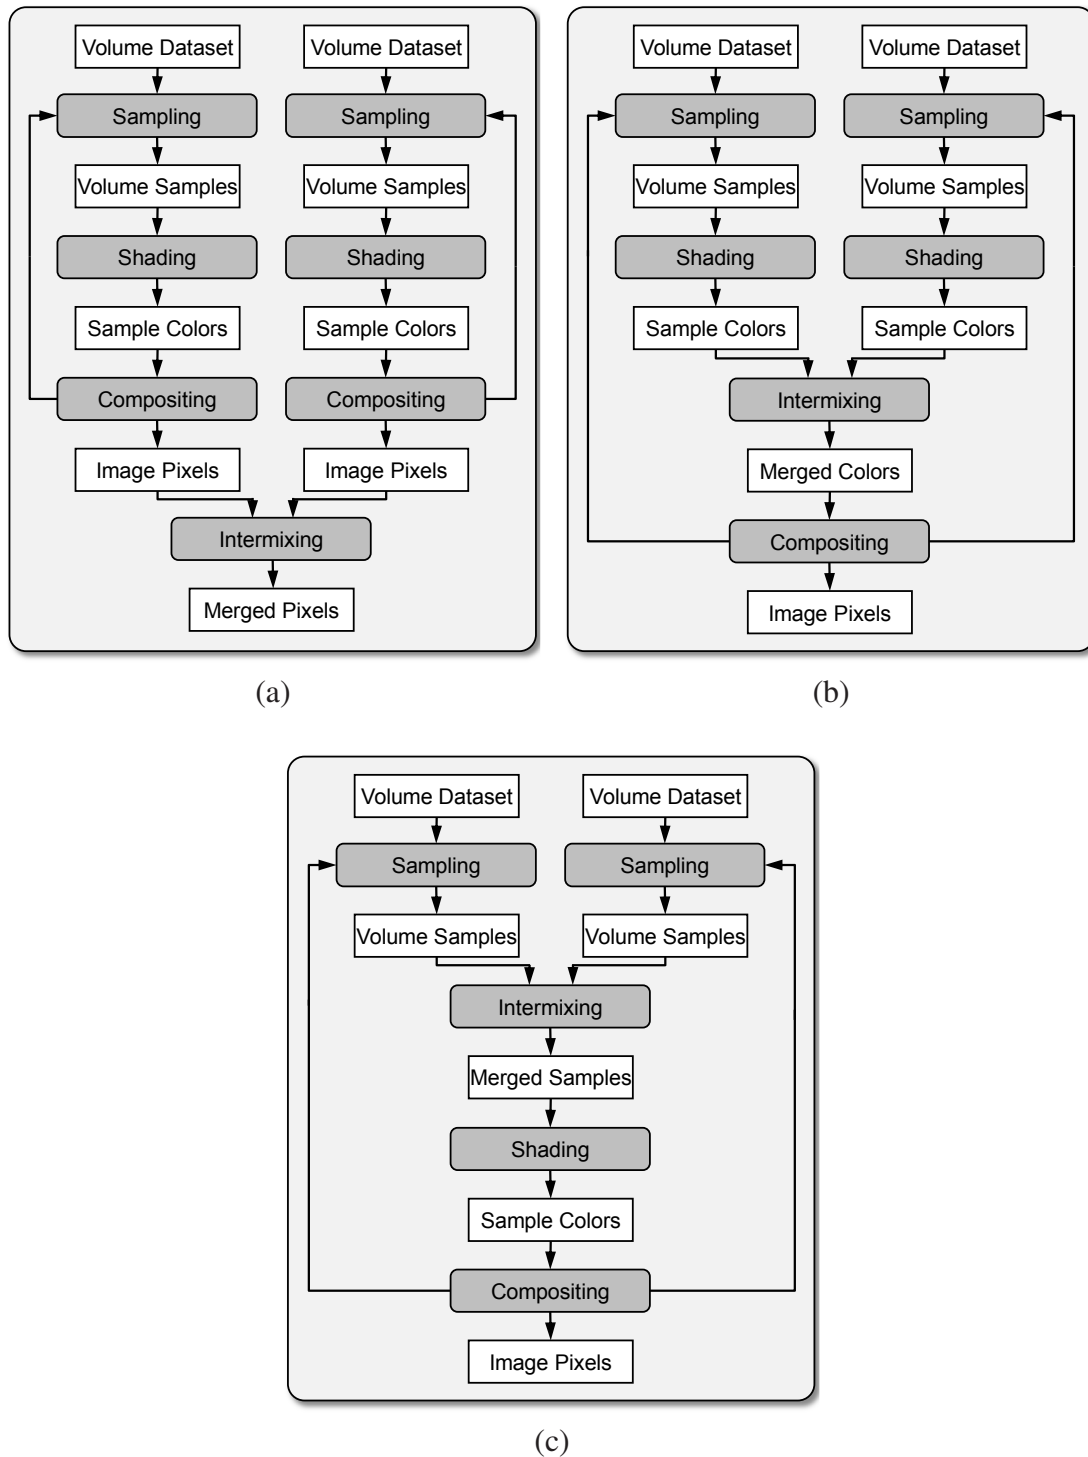 Volume Dataset
Volume Dataset
Sampling
Sampling
Volume Samples
Volume Samples
Shading
Shading
Sample Colors
Sample Colors
Compositing
Compositing
Image Pixels
Image Pixels
Intermixing
Merged Pixels
(a)
Volume Dataset
Volume Dataset
Sampling
Sampling
Volume Samples
Volume Samples
Shading
Shading
Sample Colors
Sample Colors
Intermixing
Merged Colors
Compositing
Image Pixels
(b)
Volume Dataset
Volume Dataset
Sampling
Sampling
Volume Samples
Volume Samples
Intermixing
Merged Samples
Shading
Sample Colors
Compositing
Image Pixels
(c)